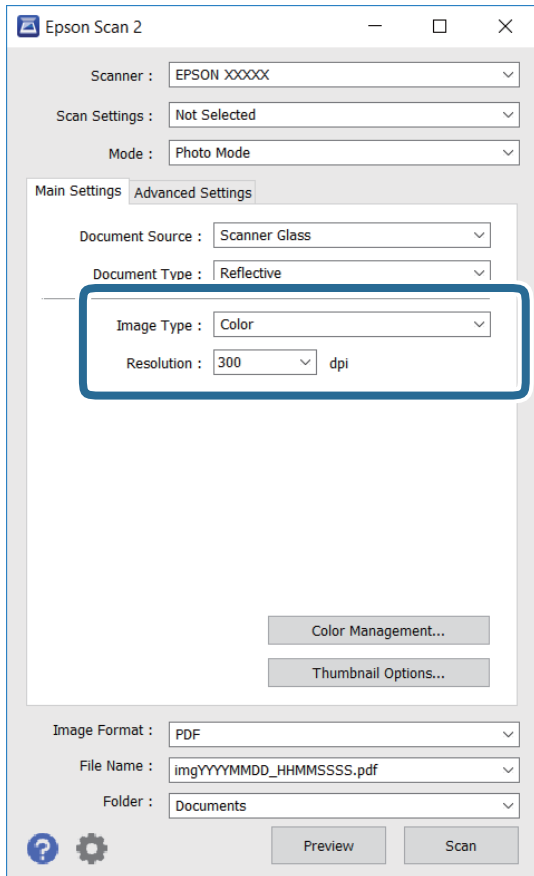 Epson Scan 2
Scanner : EPSON XXXXX
Scan Settings : Not Selected
Mode : Photo Mode
Main Settings Advanced Settings
Document Source : Scanner Glass
Document Type : Reflective
Image Type : Color
Resolution : 300 dpi
Color Management...
Thumbnail Options...
Image Format : PDF
File Name : imgYYYYMMDD_HHMMSSSS.pdf
Folder : Documents
? Preview Scan